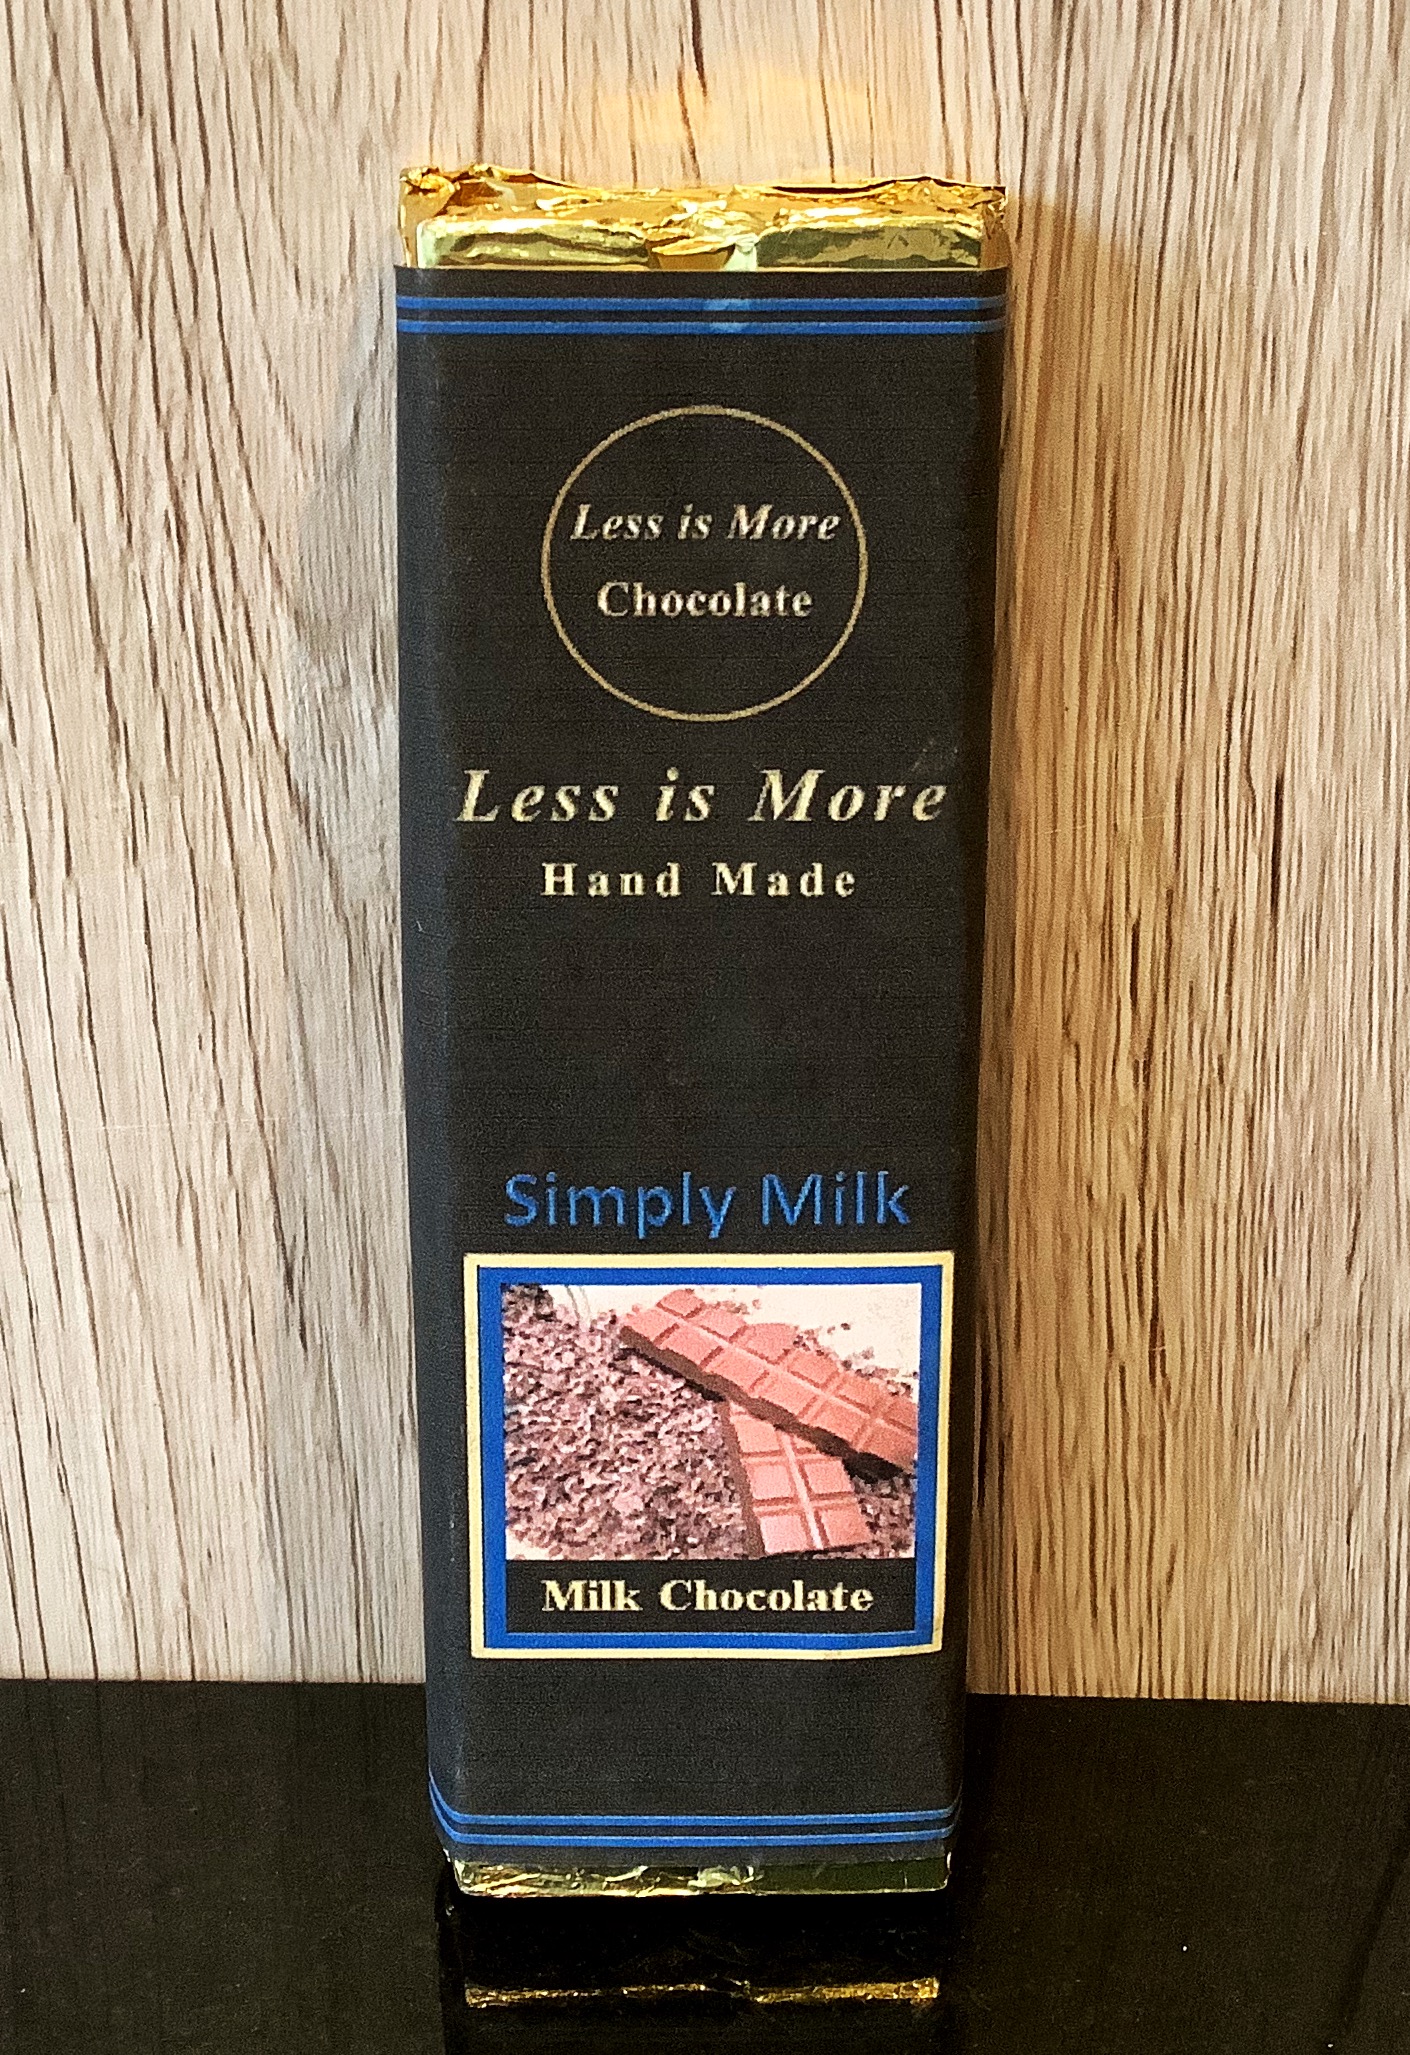 Less is More
Chocolate
Less is More
Hand Made
Simply Milk
Milk Chocolate